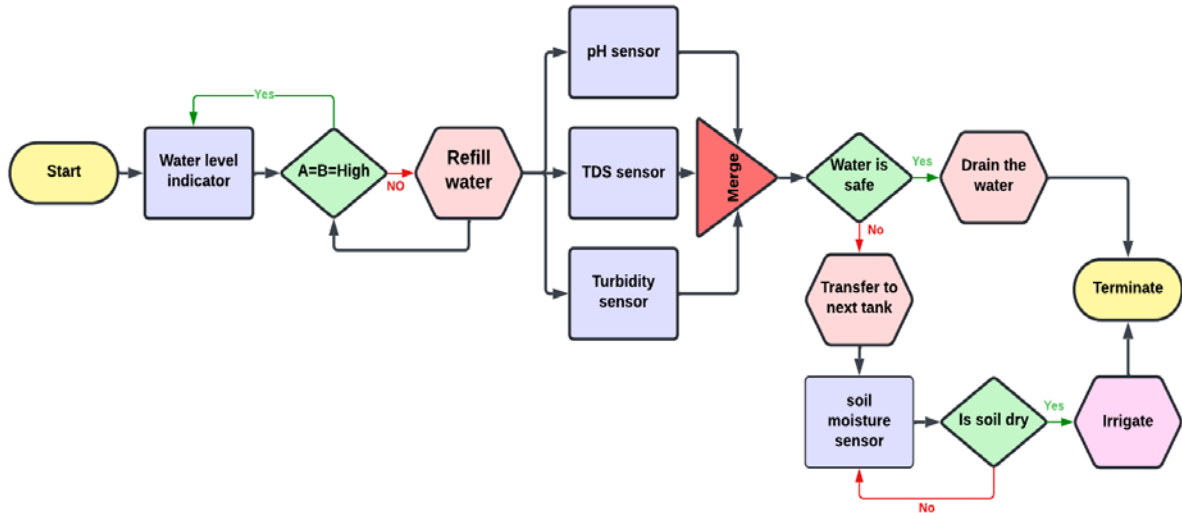 Start
Water level
indicator
Yes
A=B=High
NO
Refill
water
pH sensor
TDS sensor
Turbidity
sensor
Merge
Water is
safe
Yes
Drain the
water
No
Transfer to
next tank
Terminate
soil
moisture
sensor
Is soil dry
Yes
Irrigate
No